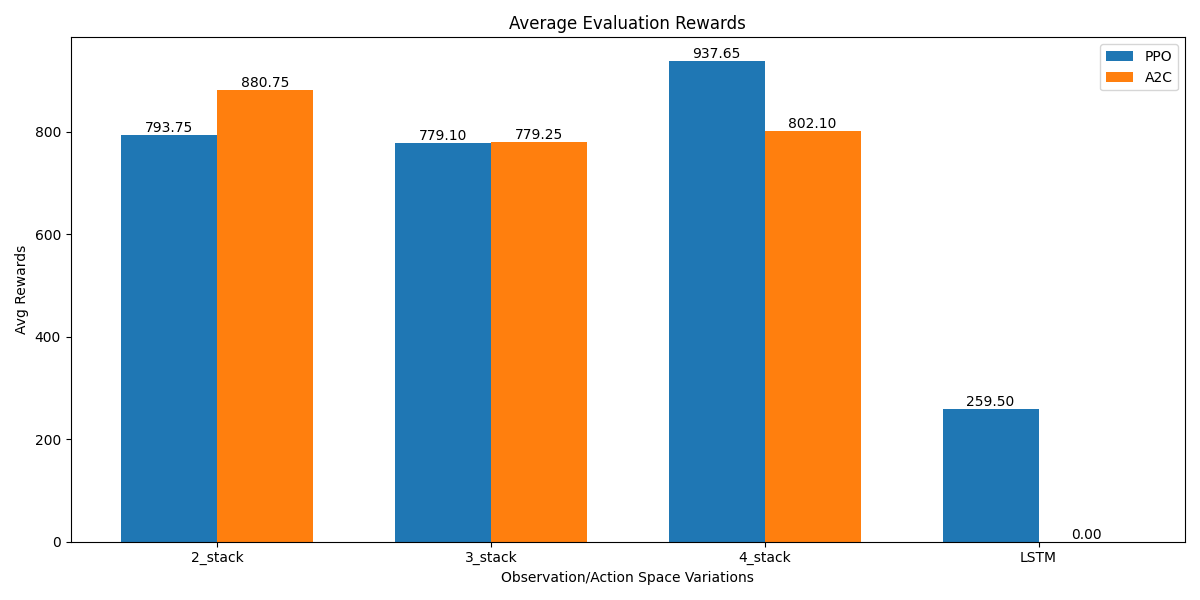 Average Evaluation Rewards
PPO
A2C
Avg Rewards
800
600
400
200
0
793.75
880.75
779.10
779.25
937.65
802.10
259.50
0.00
2_stack
3_stack
4_stack
LSTM
Observation/Action Space Variations